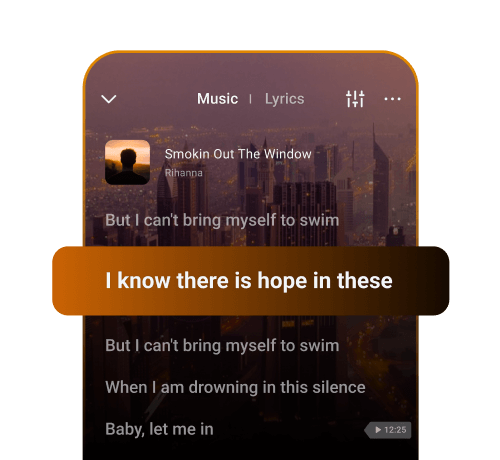 Music | Lyrics
Smokin Out The Window
Rihanna
But I can't bring myself to swim
I know there is hope in these
But I can't bring myself to swim
When I am drowning in this silence
Baby, let me in
12:25